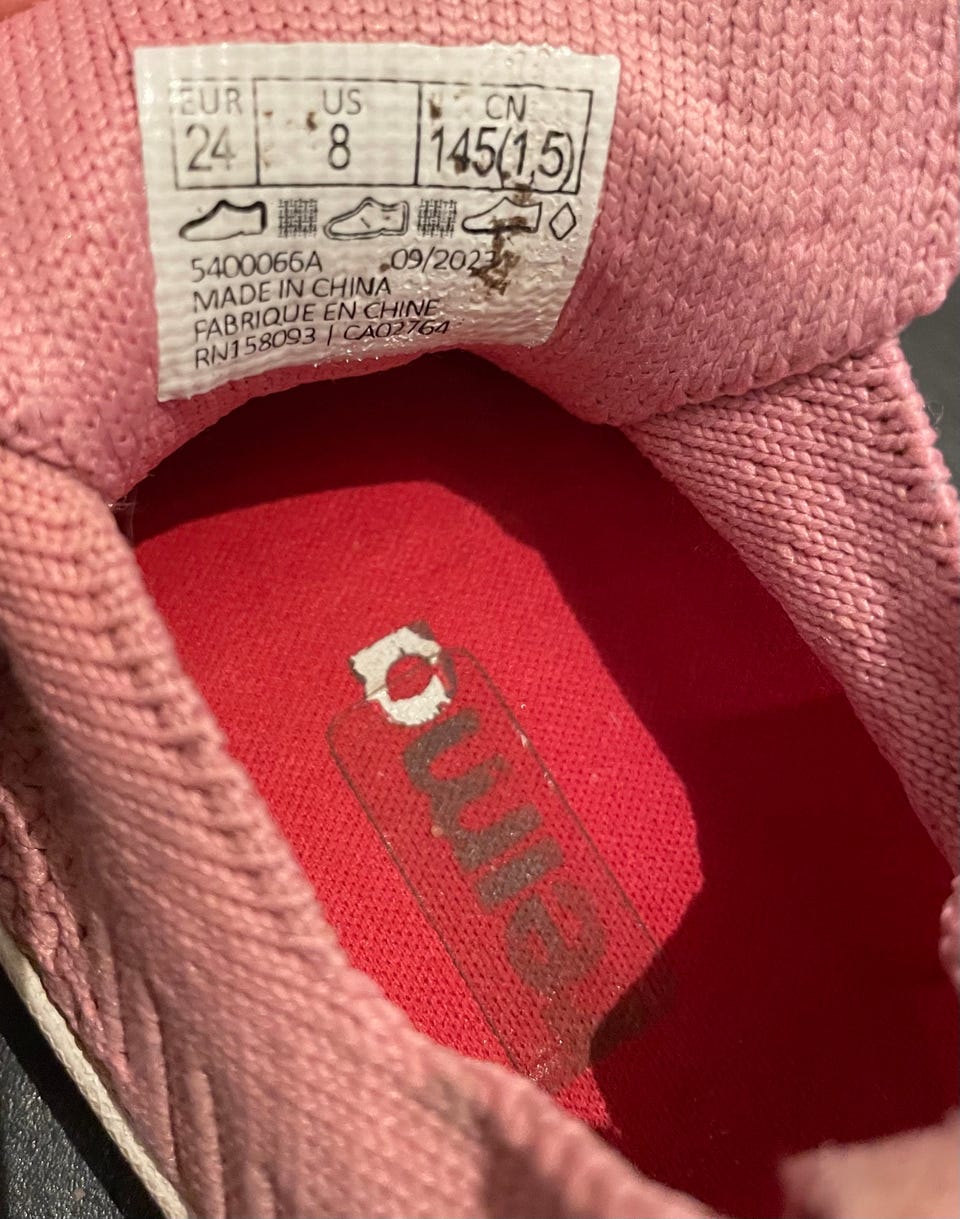 EUR US CN
24 8 145(1,5)
5400066A 09/2023
MADE IN CHINA
FABRIQUE EN CHINE
RN158093 | CA02764